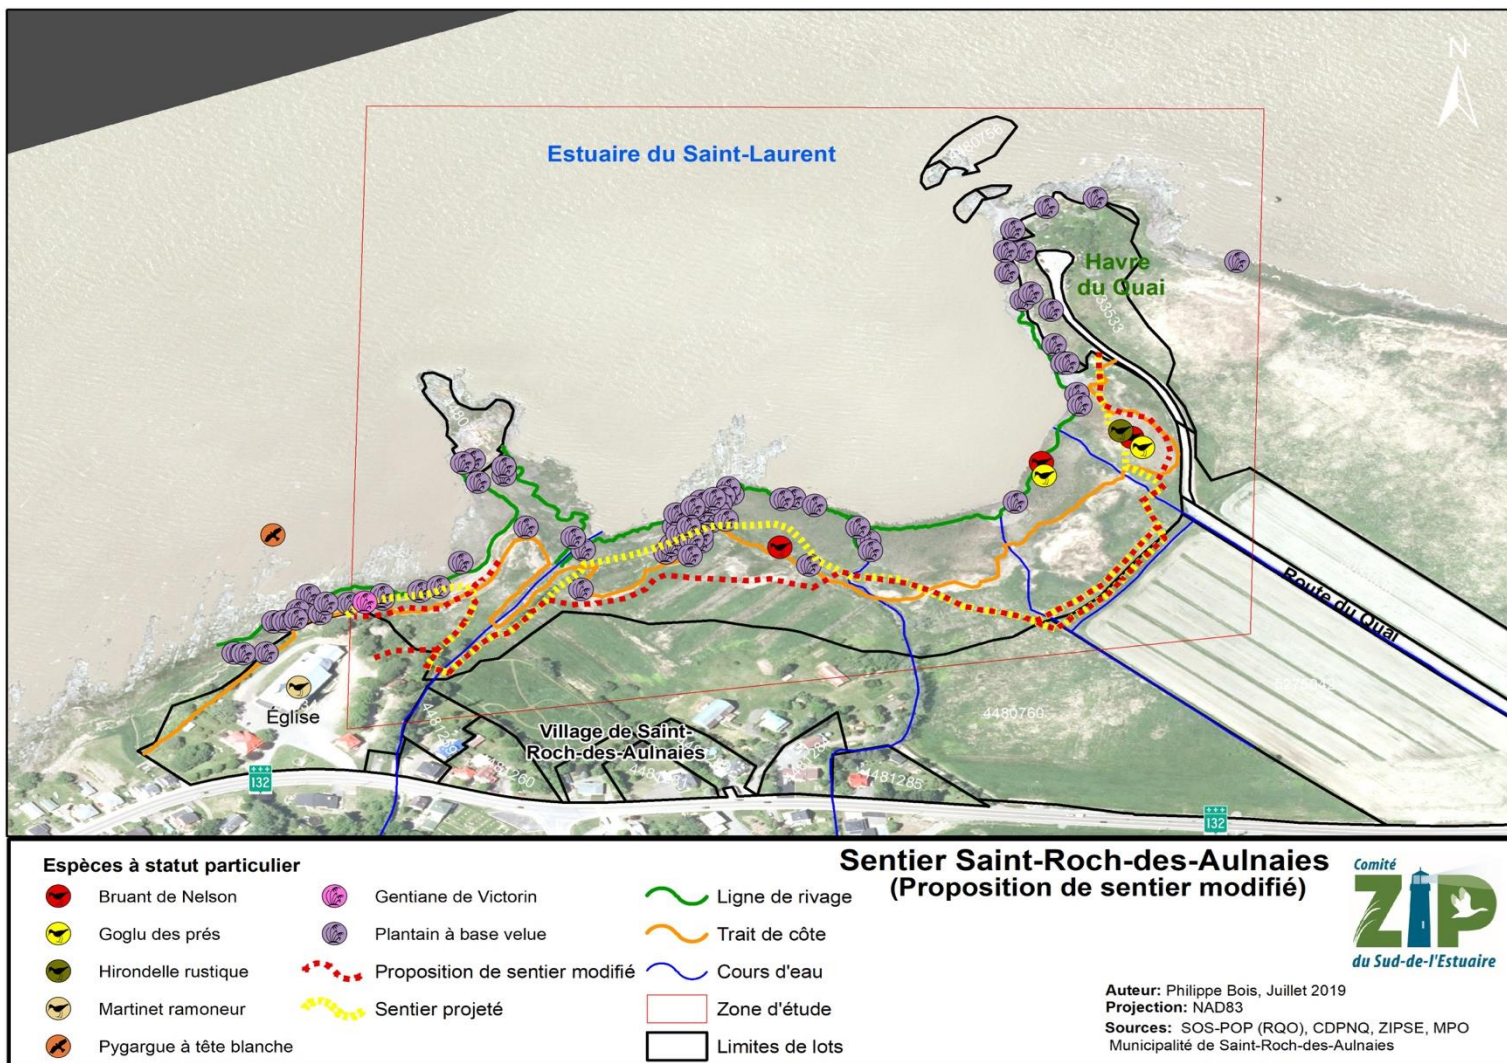 N
Estuaire du Saint-Laurent
4480756
Havre
du Quai
33533
Route du Quai
Église
Village de Saint-
Roch-des-Aulnaies
4480760
4481260
4481285
132
132
Espèces à statut particulier
Bruant de Nelson
Goglu des prés
Hirondelle rustique
Martinet ramoneur
Pygargue à tête blanche
Gentiane de Victorin
Plantain à base velue
Proposition de sentier modifié
Sentier projeté
Ligne de rivage
Trait de côte
Cours d'eau
Zone d'étude
Limites de lots
Sentier Saint-Roch-des-Aulnaies
(Proposition de sentier modifié)
Comité
ZIP
du Sud-de-l'Estuaire
Auteur: Philippe Bois, Juillet 2019
Projection: NAD83
Sources: SOS-POP (RQO), CDPNQ, ZIPSE, MPO
Municipalité de Saint-Roch-des-Aulnaies